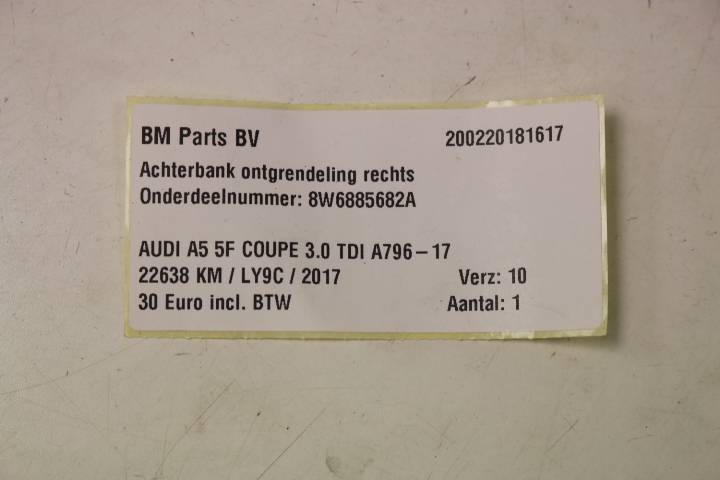 BM Parts BV 200220181617
Achterbank ontgrendeling rechts
Onderdeelnummer: 8W6885682A
AUDI A5 5F COUPE 3.0 TDI A796-17
22638 KM / LY9C / 2017 Verz: 10
30 Euro incl. BTW Aantal: 1